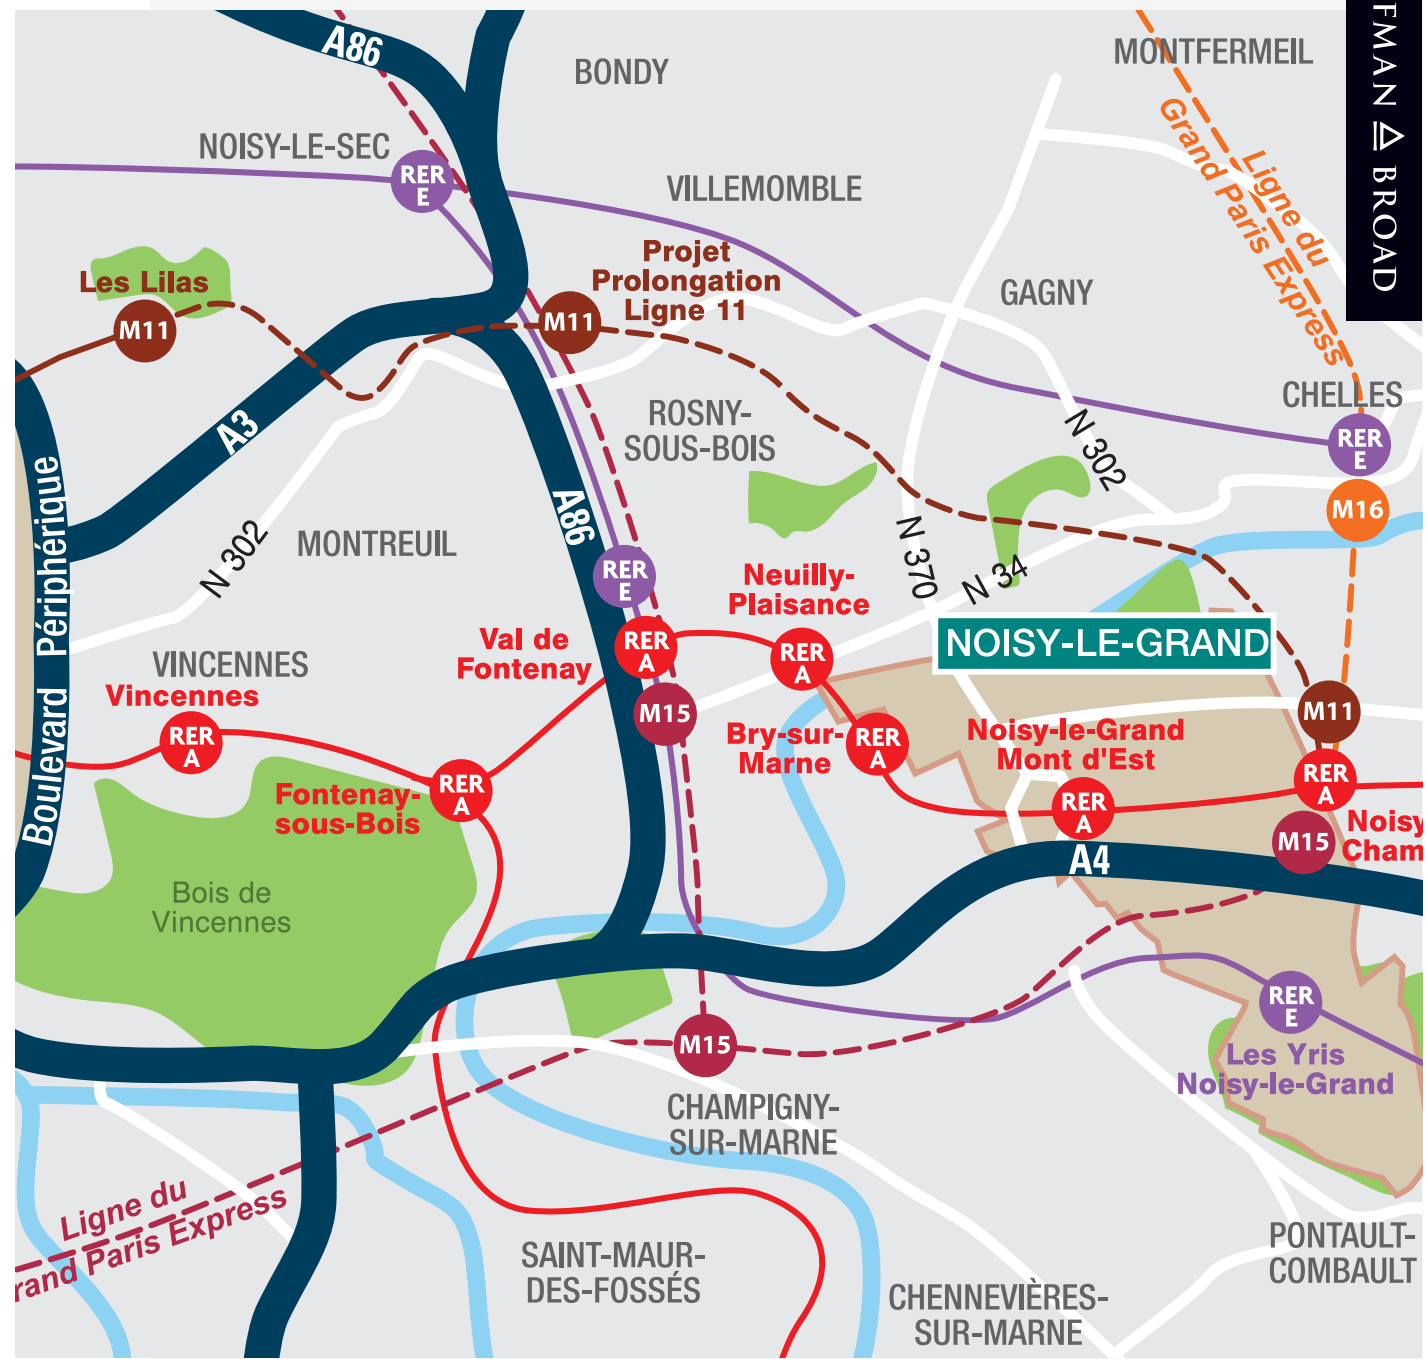 A86
BONDY
MONTFERMEIL
FMAN BROAD
NOISY-LE-SEC
RER
E
VILLEMOMBLE
Ligne du
Grand Paris Express
Les Lilas
M11
Projet
Prolongation
Ligne 11
M11
GAGNY
CHELLES
RER
E
M16
A3
ROSNY-
SOUS-BOIS
N 302
Boulevard Périphérique
A86
N 302
MONTREUIL
N 370
N 34
RER
E
Neuilly-
Plaisance
RER
A
Val de
Fontenay
RER
A
M15
NOISY-LE-GRAND
VINCENNES
Vincennes
RER
A
Bry-sur-
Marne
RER
A
Noisy-le-Grand
Mont d'Est
RER
A
M11
RER
A
Noisy
Cham
M15
Fontenay-
sous-Bois
RER
A
A4
Bois de
Vincennes
RER
E
Les Yris
Noisy-le-Grand
M15
CHAMPIGNY-
SUR-MARNE
Ligne du
rand Paris Express
SAINT-MAUR-
DES-FOSSÉS
CHENNEVIÈRES-
SUR-MARNE
PONTAULT-
COMBAULT